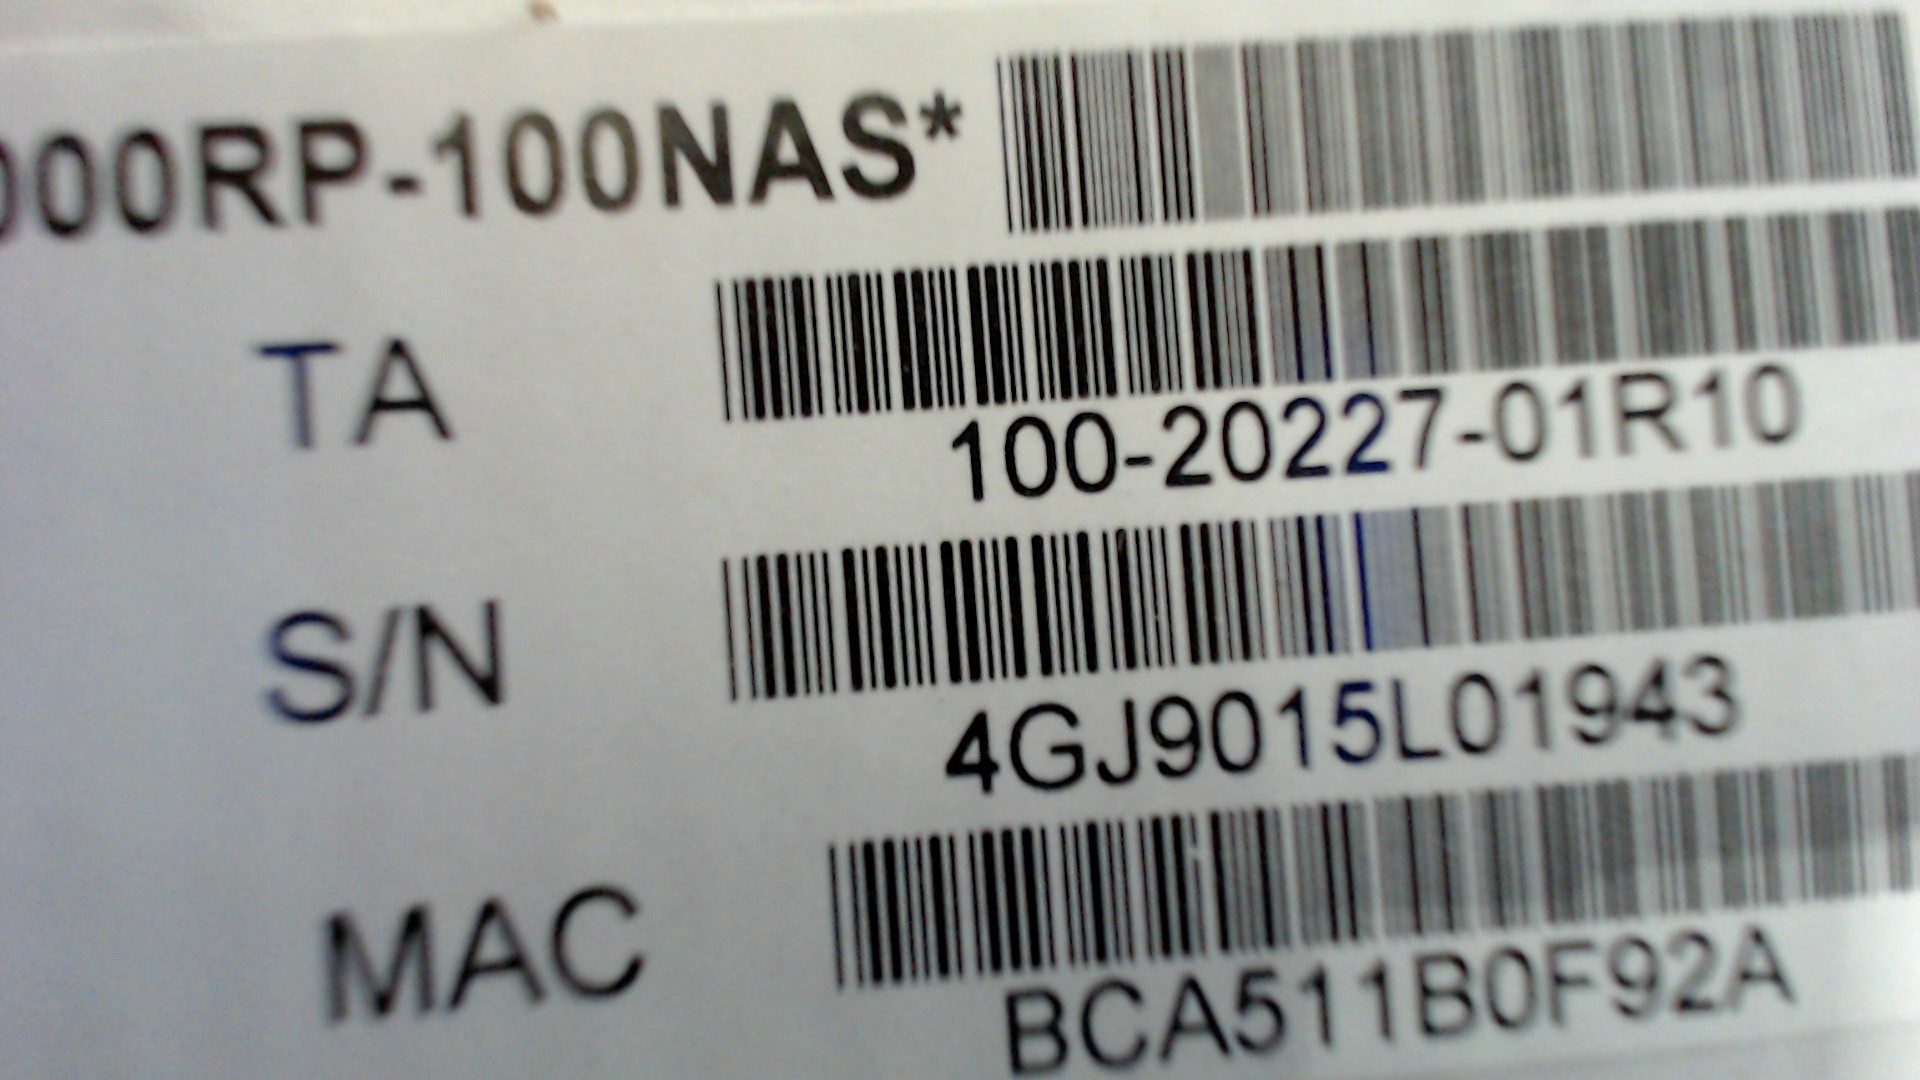 000RP-100NAS*
TA
100-20227-01R10
S/N
4GJ9015L01943
MAC
BCA511B0F92A